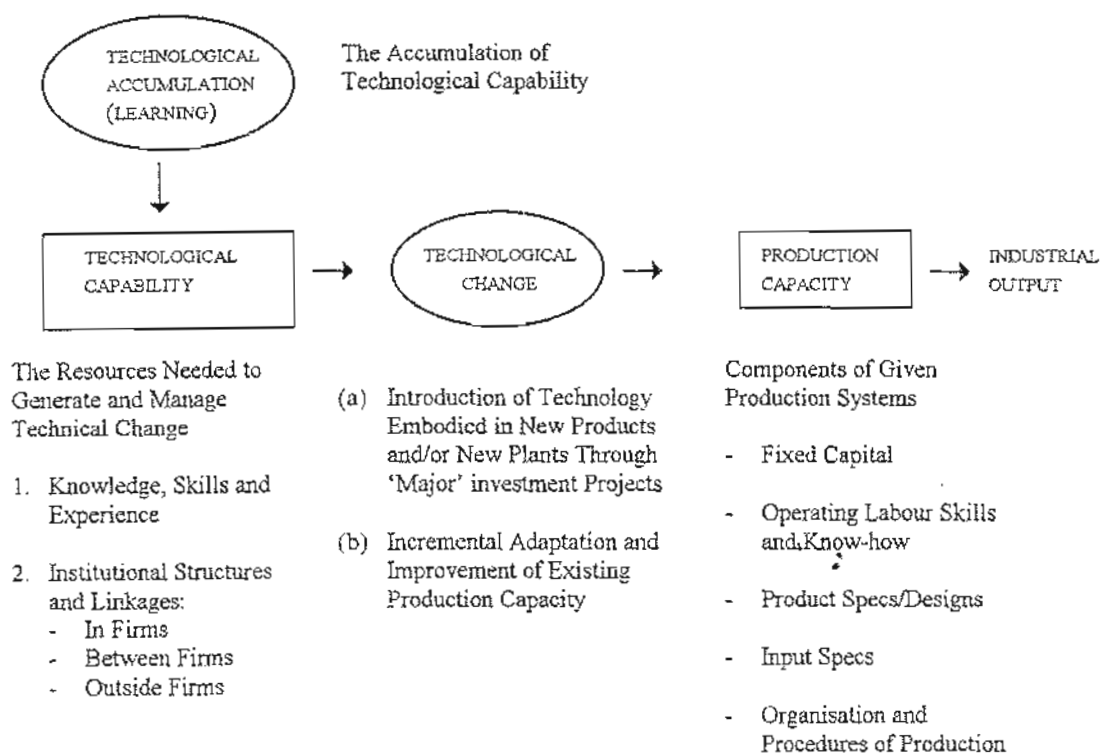 TECHNOLOGICAL
ACCUMULATION
(LEARNING)
The Accumulation of
Technological Capability
TECHNOLOGICAL
CAPABILITY
TECHNOLOGICAL
CHANGE
PRODUCTION
CAPACITY
INDUSTRIAL
OUTPUT
The Resources Needed to
Generate and Manage
Technical Change
1. Knowledge, Skills and
Experience
2. Institutional Structures
and Linkages:
- In Firms
- Between Firms
- Outside Firms
(a) Introduction of Technology
Embodied in New Products
and/or New Plants Through
‘Major’ investment Projects
(b) Incremental Adaptation and
Improvement of Existing
Production Capacity
Components of Given
Production Systems
- Fixed Capital
- Operating Labour Skills
and Know-how
- Product Specs/Designs
- Input Specs
- Organisation and
Procedures of Production